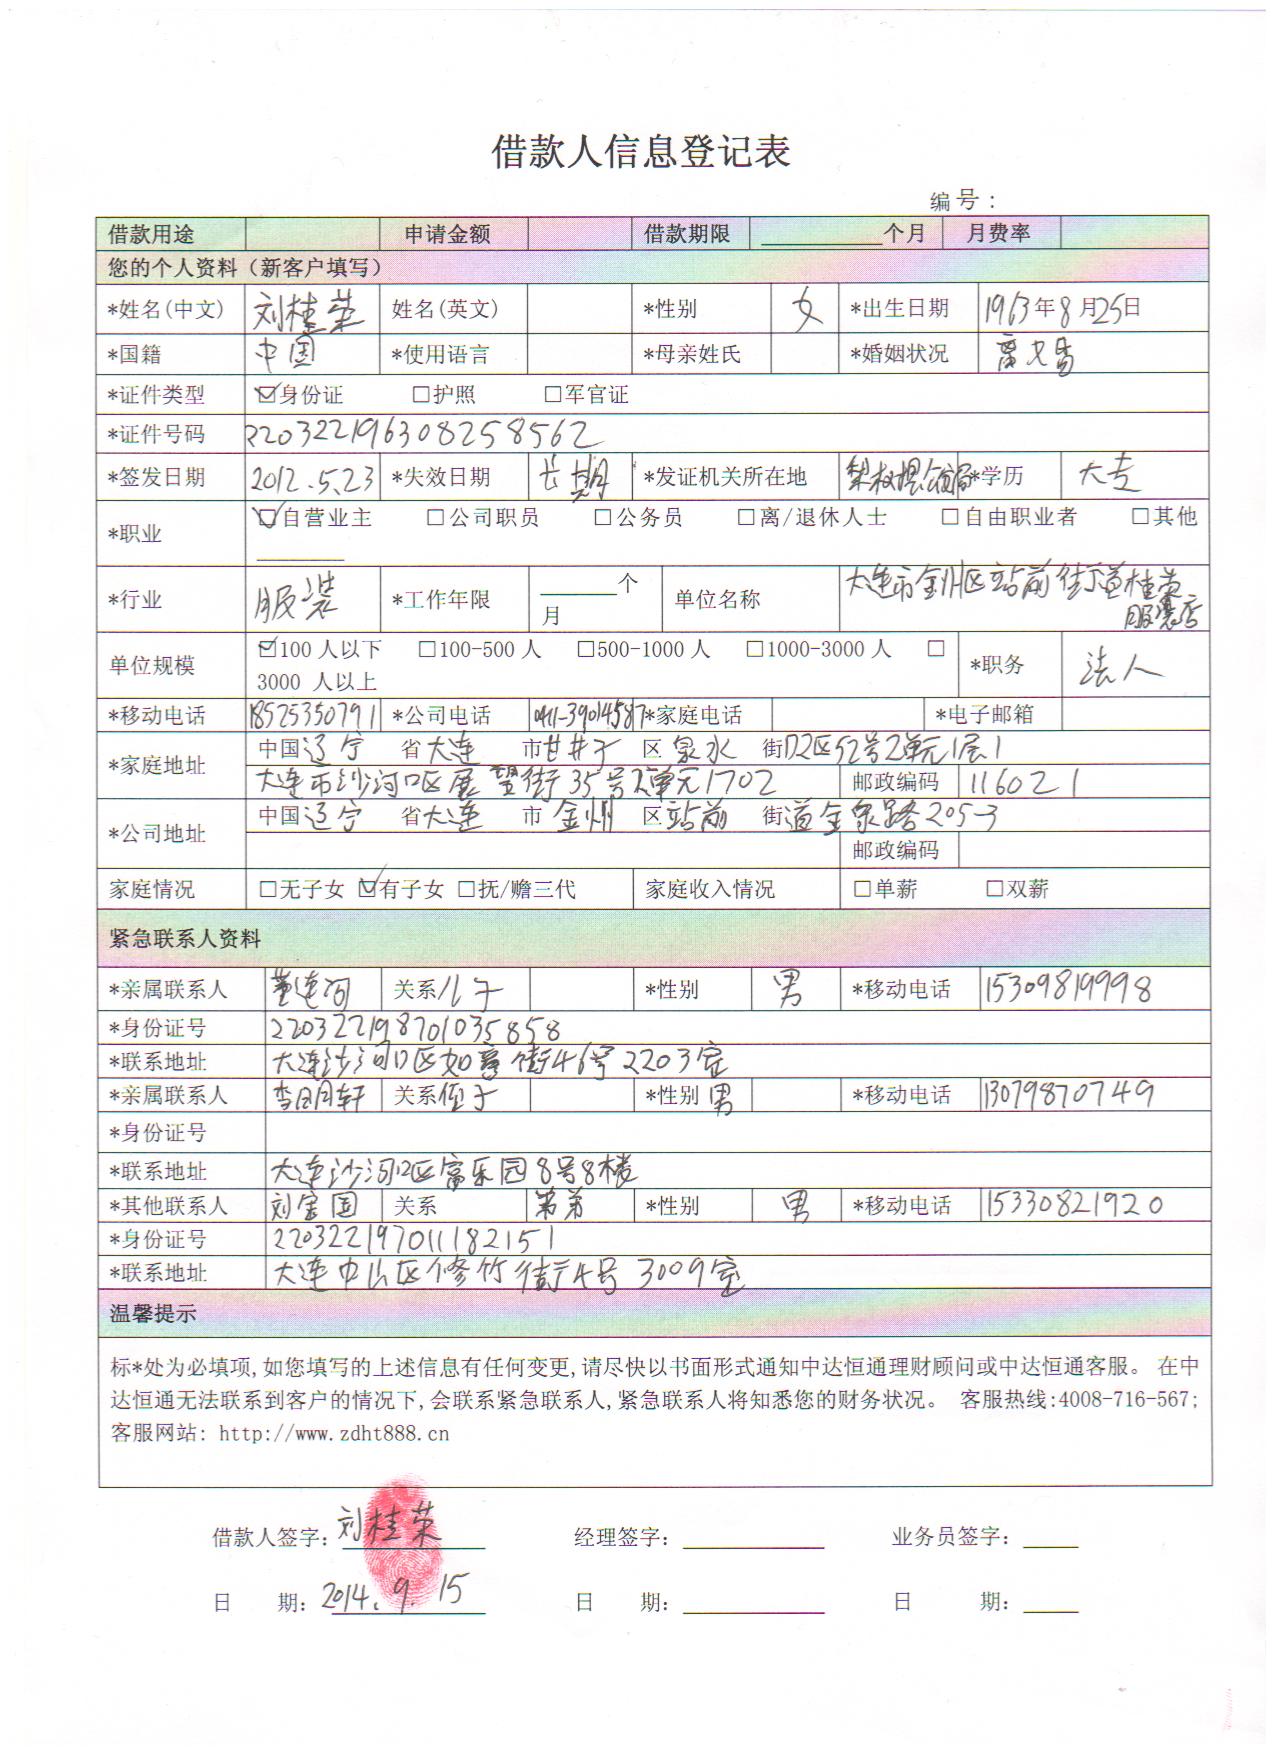 借款人信息登记表
编号：
借款用途 申请金额 借款期限 ________个月 月费率
您的个人资料（新客户填写）
*姓名(中文) 刘桂荣 姓名(英文) *性别 女 *出生日期 1963年8月25日
*国籍 中国 *使用语言 *母亲姓氏 *婚姻状况 离
*证件类型 ☑身份证 □护照 □军官证
*证件号码 220322196308258562
*签发日期 2012.5.23 *失效日期 长期 *发证机关所在地 公安局 *学历 大专
*职业 ☑自营业主 □公司职员 □公务员 □离/退休人士 □自由职业者 □其他
________
*行业 服装 *工作年限 ______个月 单位名称 大连市金州区站前街道桂荣
服装店
单位规模 ☑100 人以下 □100-500 人 □500-1000 人 □1000-3000 人 □
3000 人以上 *职务 法人
*移动电话 18525350791 *公司电话 0411-39014587 *家庭电话 *电子邮箱
*家庭地址 中国辽宁 省大连 市甘井子 区泉水 街D2区52号2单元1层1
大连市沙河口区展望街35号2单元1702 邮政编码 116021
*公司地址 中国辽宁 省大连 市金州 区站前 街道金泉路205-3
邮政编码
家庭情况 □无子女 ☑有子女 □抚/赡三代 家庭收入情况 □单薪 □双薪
紧急联系人资料
*亲属联系人 董连河 关系儿子 *性别 男 *移动电话 15309819998
*身份证号 220322198701035858
*联系地址 大连沙河口区如意街46号2203室
*亲属联系人 李明轩 关系侄子 *性别男 *移动电话 13079870749
*身份证号
*联系地址 大连沙河口区富乐园8号8楼
*其他联系人 刘宝国 关系 弟弟 *性别 男 *移动电话 15330821920
*身份证号 220322197011182151
*联系地址 大连中山区修竹街4号3009室
温馨提示
标*处为必填项,如您填写的上述信息有任何变更,请尽快以书面形式通知中达恒通理财顾问或中达恒通客服。 在中
达恒通无法联系到客户的情况下,会联系紧急联系人,紧急联系人将知悉您的财务状况。 客服热线:4008-716-567;
客服网站: http://www.zdht888.cn
借款人签字: 刘桂荣 经理签字: ________ 业务员签字: ____
日 期: 2014.9.15 日 期: ________ 日 期: ____